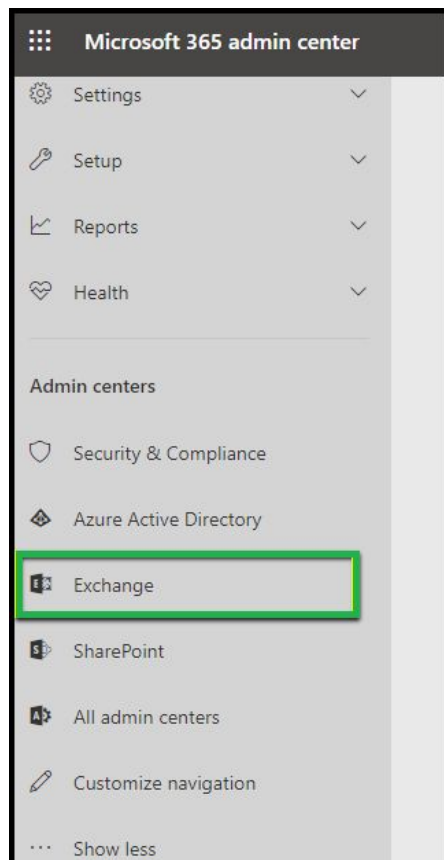 Microsoft 365 admin center
Settings
Setup
Reports
Health
Admin centers
Security & Compliance
Azure Active Directory
Exchange
SharePoint
All admin centers
Customize navigation
Show less